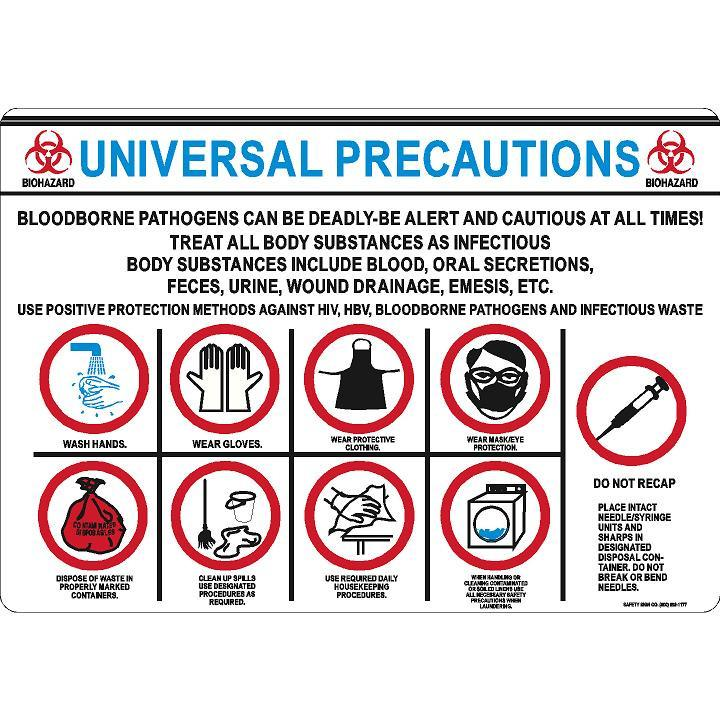 UNIVERSAL PRECAUTIONS
BIOHAZARD
BIOHAZARD
BLOODBORNE PATHOGENS CAN BE DEADLY-BE ALERT AND CAUTIOUS AT ALL TIMES!
TREAT ALL BODY SUBSTANCES AS INFECTIOUS
BODY SUBSTANCES INCLUDE BLOOD, ORAL SECRETIONS,
FECES, URINE, WOUND DRAINAGE, EMESIS, ETC.
USE POSITIVE PROTECTION METHODS AGAINST HIV, HBV, BLOODBORNE PATHOGENS AND INFECTIOUS WASTE
WASH HANDS.
WEAR GLOVES.
WEAR PROTECTIVE
CLOTHING.
WEAR MASK/EYE
PROTECTION.
DISPOSE OF WASTE IN
PROPERLY MARKED
CONTAINERS.
CLEAN UP SPILLS
USE DESIGNATED
PROCEDURES AS
REQUIRED.
USE REQUIRED DAILY
HOUSEKEEPING
PROCEDURES.
WHEN HANDLING OR
CLEANING CONTAMINATED
OR SOILED LINENS USE
ALL NECESSARY SAFETY
PRECAUTIONS WHEN
LAUNDERING.
DO NOT RECAP
PLACE INTACT
NEEDLE/SYRINGE
UNITS AND
SHARPS IN
DESIGNATED
DISPOSAL CON-
TAINER. DO NOT
BREAK OR BEND
NEEDLES.
SAFETY SIGN CO.